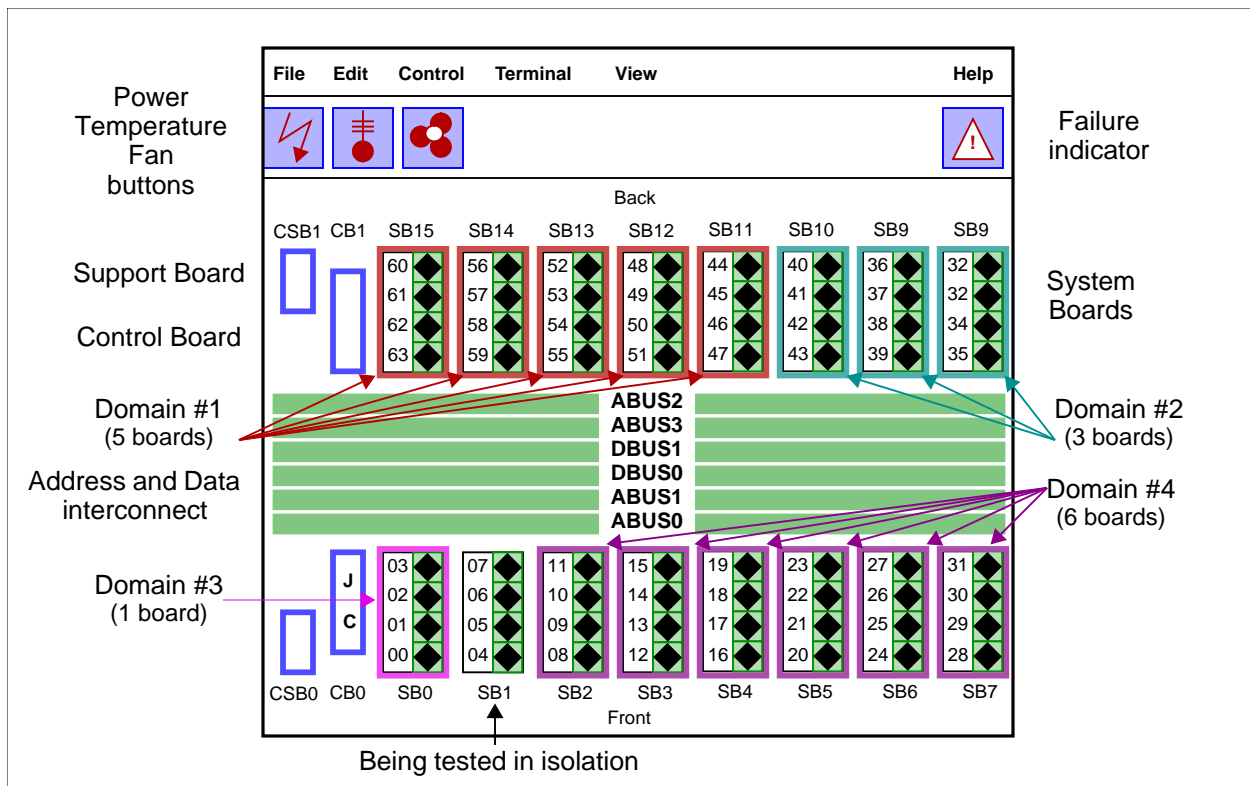 File Edit Control Terminal View Help
Power
Temperature
Fan
buttons
!
Failure
indicator
Back
CSB1 CB1 SB15 SB14 SB13 SB12 SB11 SB10 SB9 SB9
Support Board
Control Board
System
Boards
60 56 52 48 44 40 36 32
61 57 53 49 45 41 37 32
62 58 54 50 46 42 38 34
63 59 55 51 47 43 39 35
Domain #1
(5 boards)
Domain #2
(3 boards)
ABUS2
ABUS3
DBUS1
DBUS0
ABUS1
ABUS0
Address and Data
interconnect
Domain #4
(6 boards)
Domain #3
(1 board)
J
C
03 07 11 15 19 23 27 31
02 06 10 14 18 22 26 30
01 05 09 13 17 21 25 29
00 04 08 12 16 20 24 28
CSB0 CB0 SB0 SB1 SB2 SB3 SB4 SB5 SB6 SB7
Front
Being tested in isolation